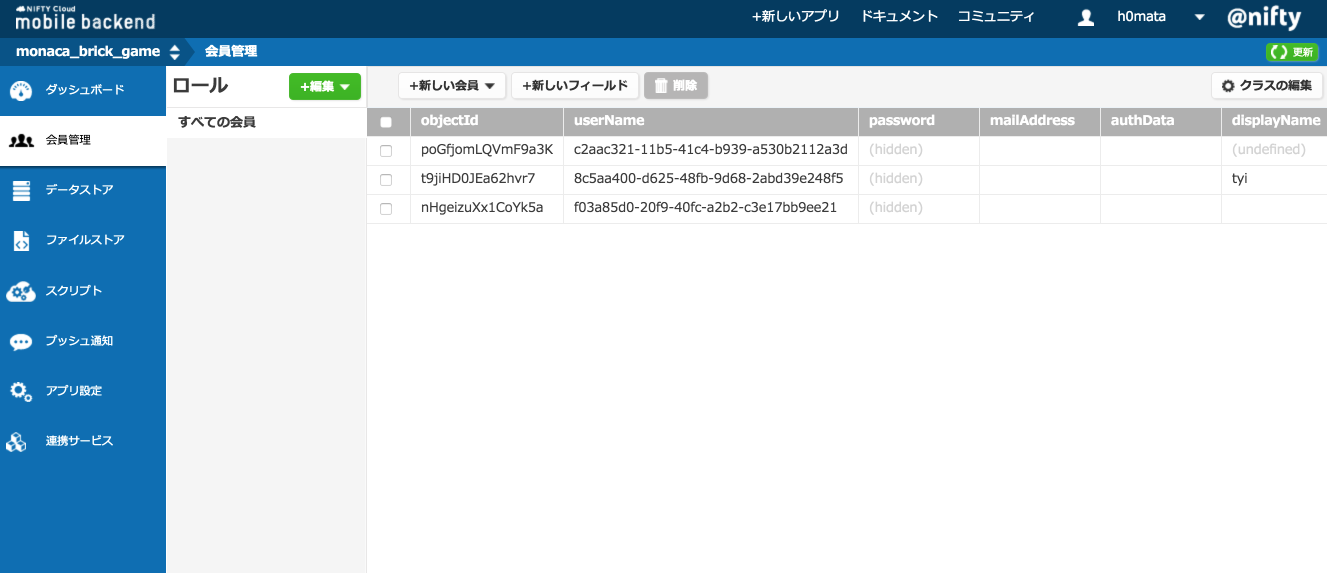 NIFTY Cloud
mobile backend
+新しいアプリ ドキュメント コミュニティ h0mata @nifty
monaca_brick_game 会員管理 更新
ダッシュボード
会員管理
データストア
ファイルストア
スクリプト
プッシュ通知
アプリ設定
連携サービス
ロール +編集
すべての会員
+新しい会員 +新しいフィールド 削除 クラスの編集
objectId userName password mailAddress authData displayName
poGfjomLQVmF9a3K c2aac321-11b5-41c4-b939-a530b2112a3d (hidden) (undefined)
t9jiHD0JEa62hvr7 8c5aa400-d625-48fb-9d68-2abd39e248f5 (hidden) tyi
nHgeizuXx1CoYk5a f03a85d0-20f9-40fc-a2b2-c3e17bb9ee21 (hidden)